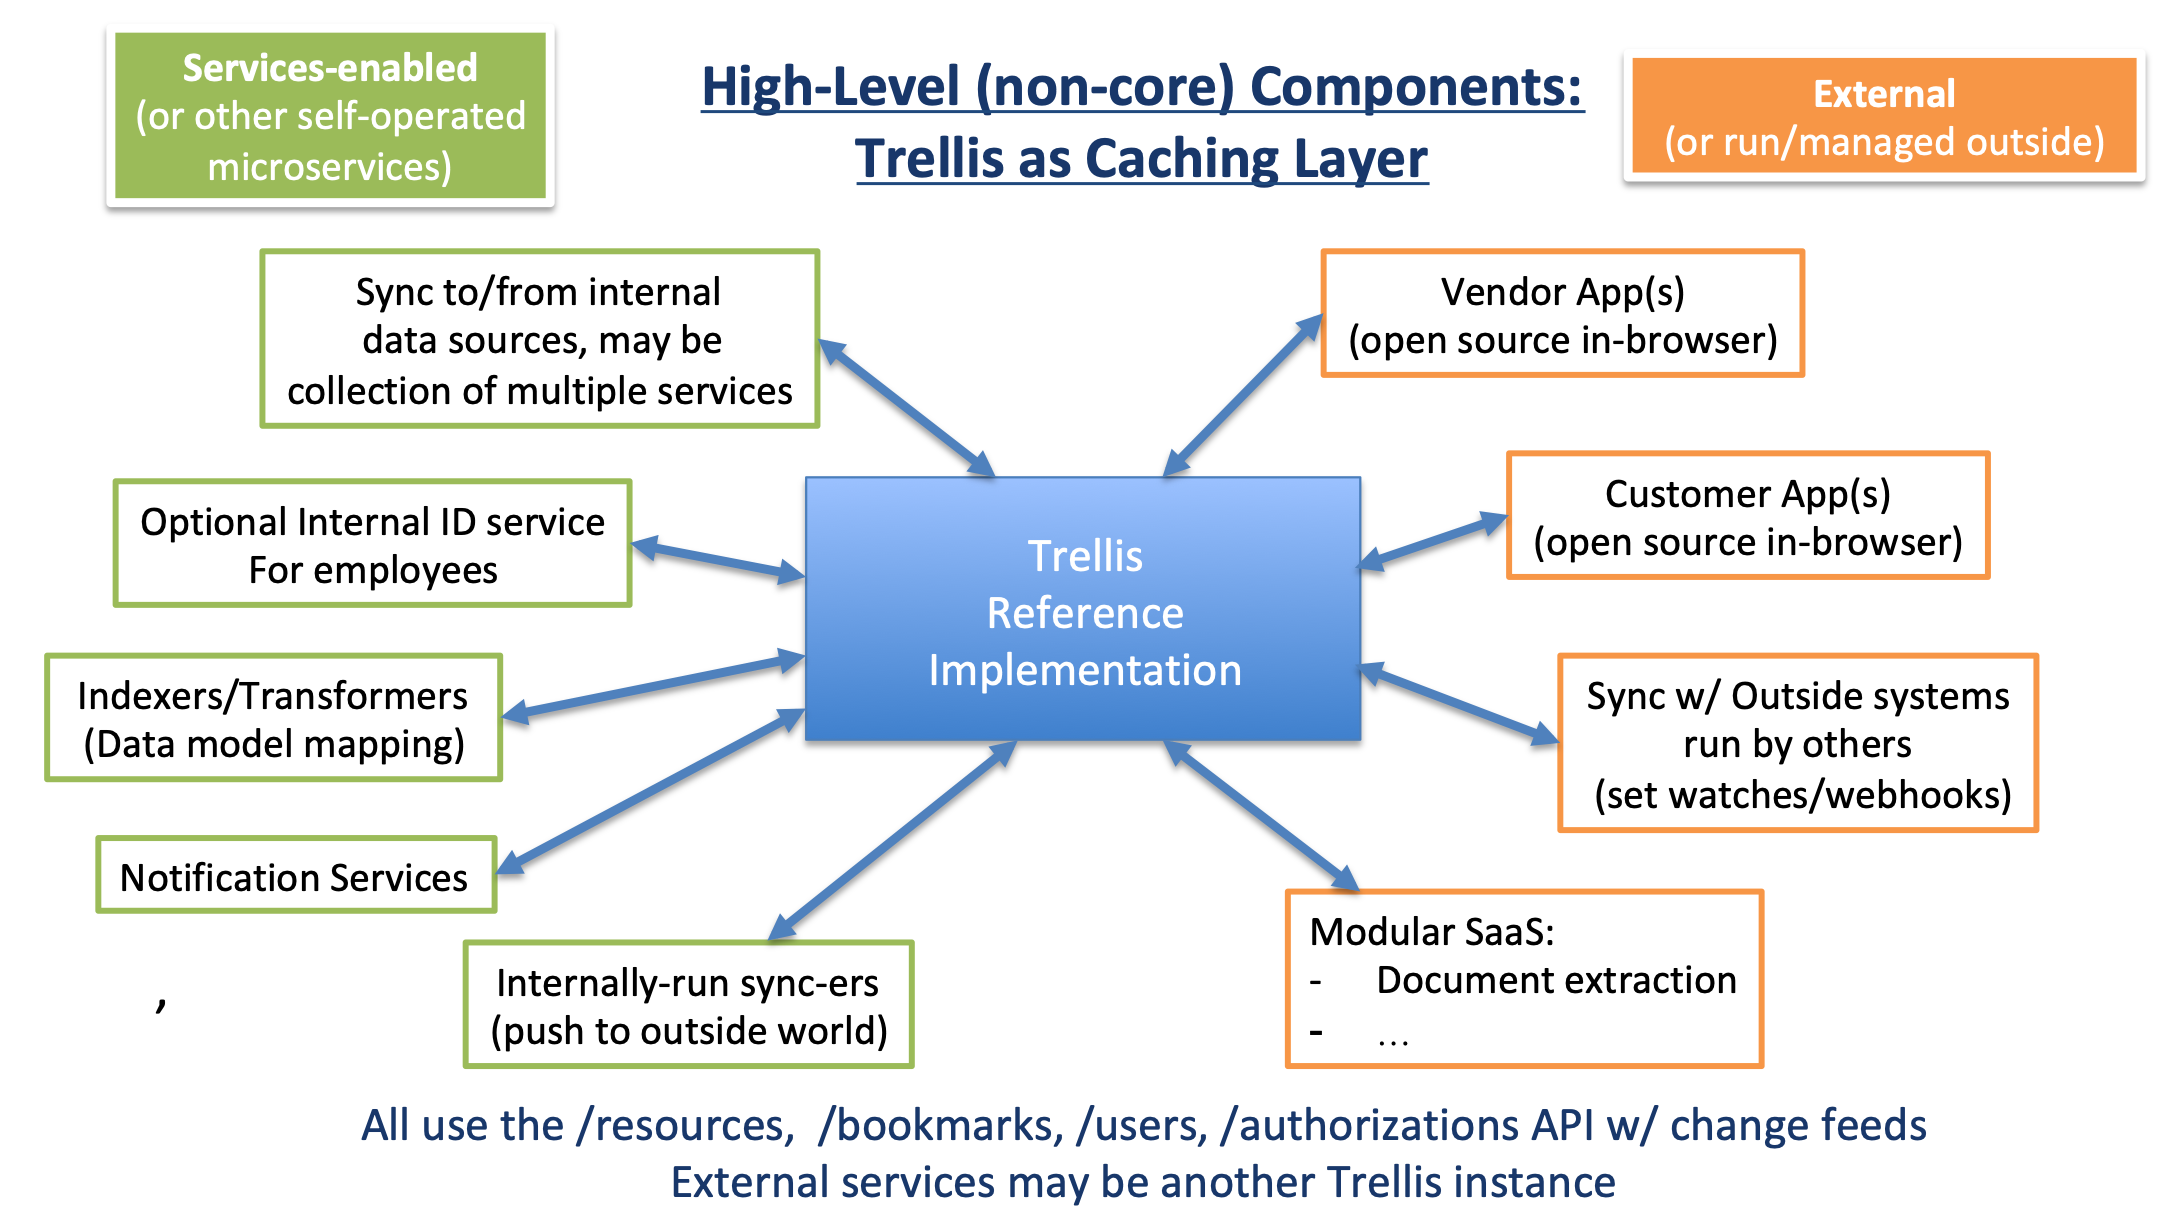 Services-enabled
(or other self-operated
microservices)
High-Level (non-core) Components:
Trellis as Caching Layer
External
(or run/managed outside)
Sync to/from internal
data sources, may be
collection of multiple services
Vendor App(s)
(open source in-browser)
Optional Internal ID service
For employees
Customer App(s)
(open source in-browser)
Trellis
Reference
Implementation
Indexers/Transformers
(Data model mapping)
Sync w/ Outside systems
run by others
(set watches/webhooks)
Notification Services
Internally-run sync-ers
(push to outside world)
Modular SaaS:
- Document extraction
- ...
,
All use the /resources, /bookmarks, /users, /authorizations API w/ change feeds
External services may be another Trellis instance